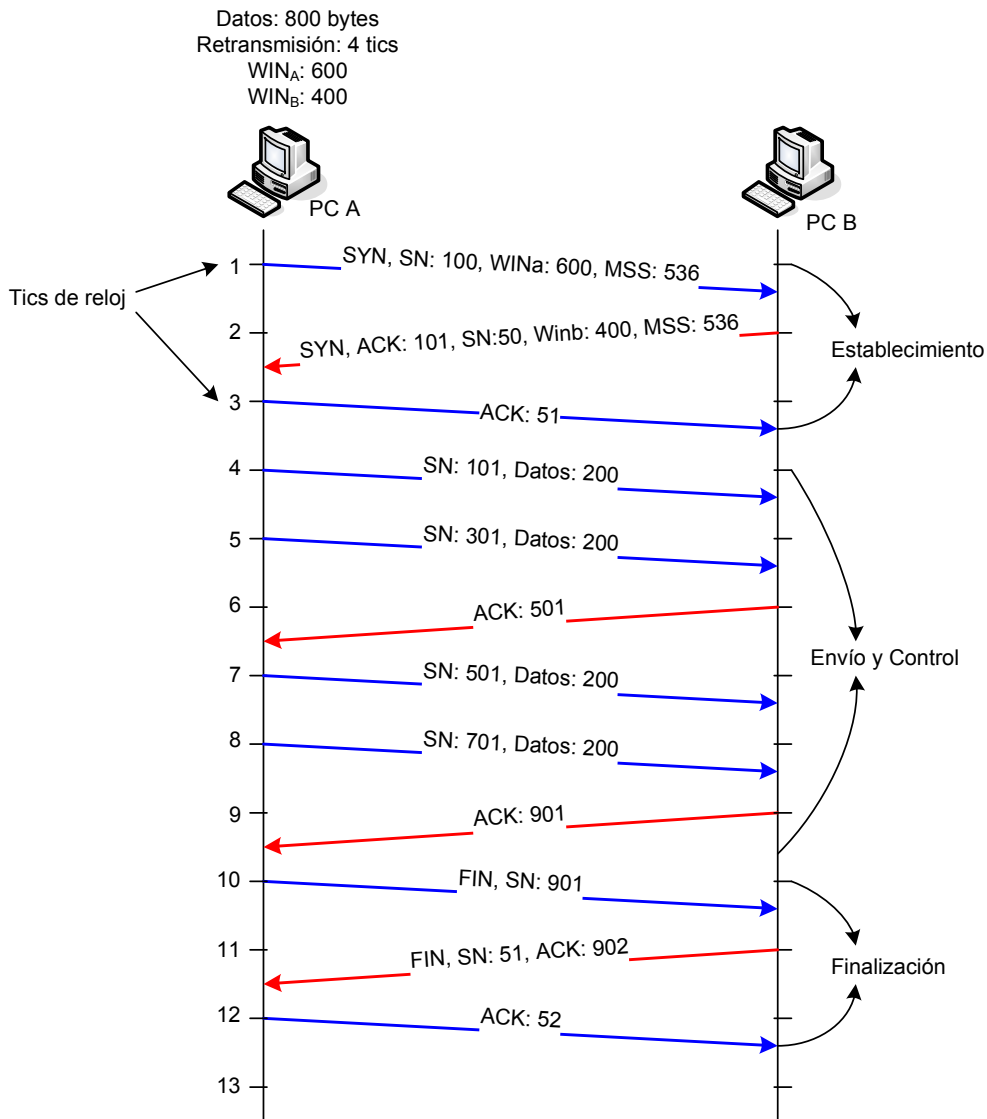 Datos: 800 bytes
Retransmisión: 4 tics
WINA: 600
WINB: 400
PC A
PC B
1
SYN, SN: 100, WINa: 600, MSS: 536
Tics de reloj
2
SYN, ACK: 101, SN:50, Winb: 400, MSS: 536
Establecimiento
3
ACK: 51
4
SN: 101, Datos: 200
5
SN: 301, Datos: 200
6
ACK: 501
Envío y Control
7
SN: 501, Datos: 200
8
SN: 701, Datos: 200
9
ACK: 901
10
FIN, SN: 901
11
FIN, SN: 51, ACK: 902
Finalización
12
ACK: 52
13